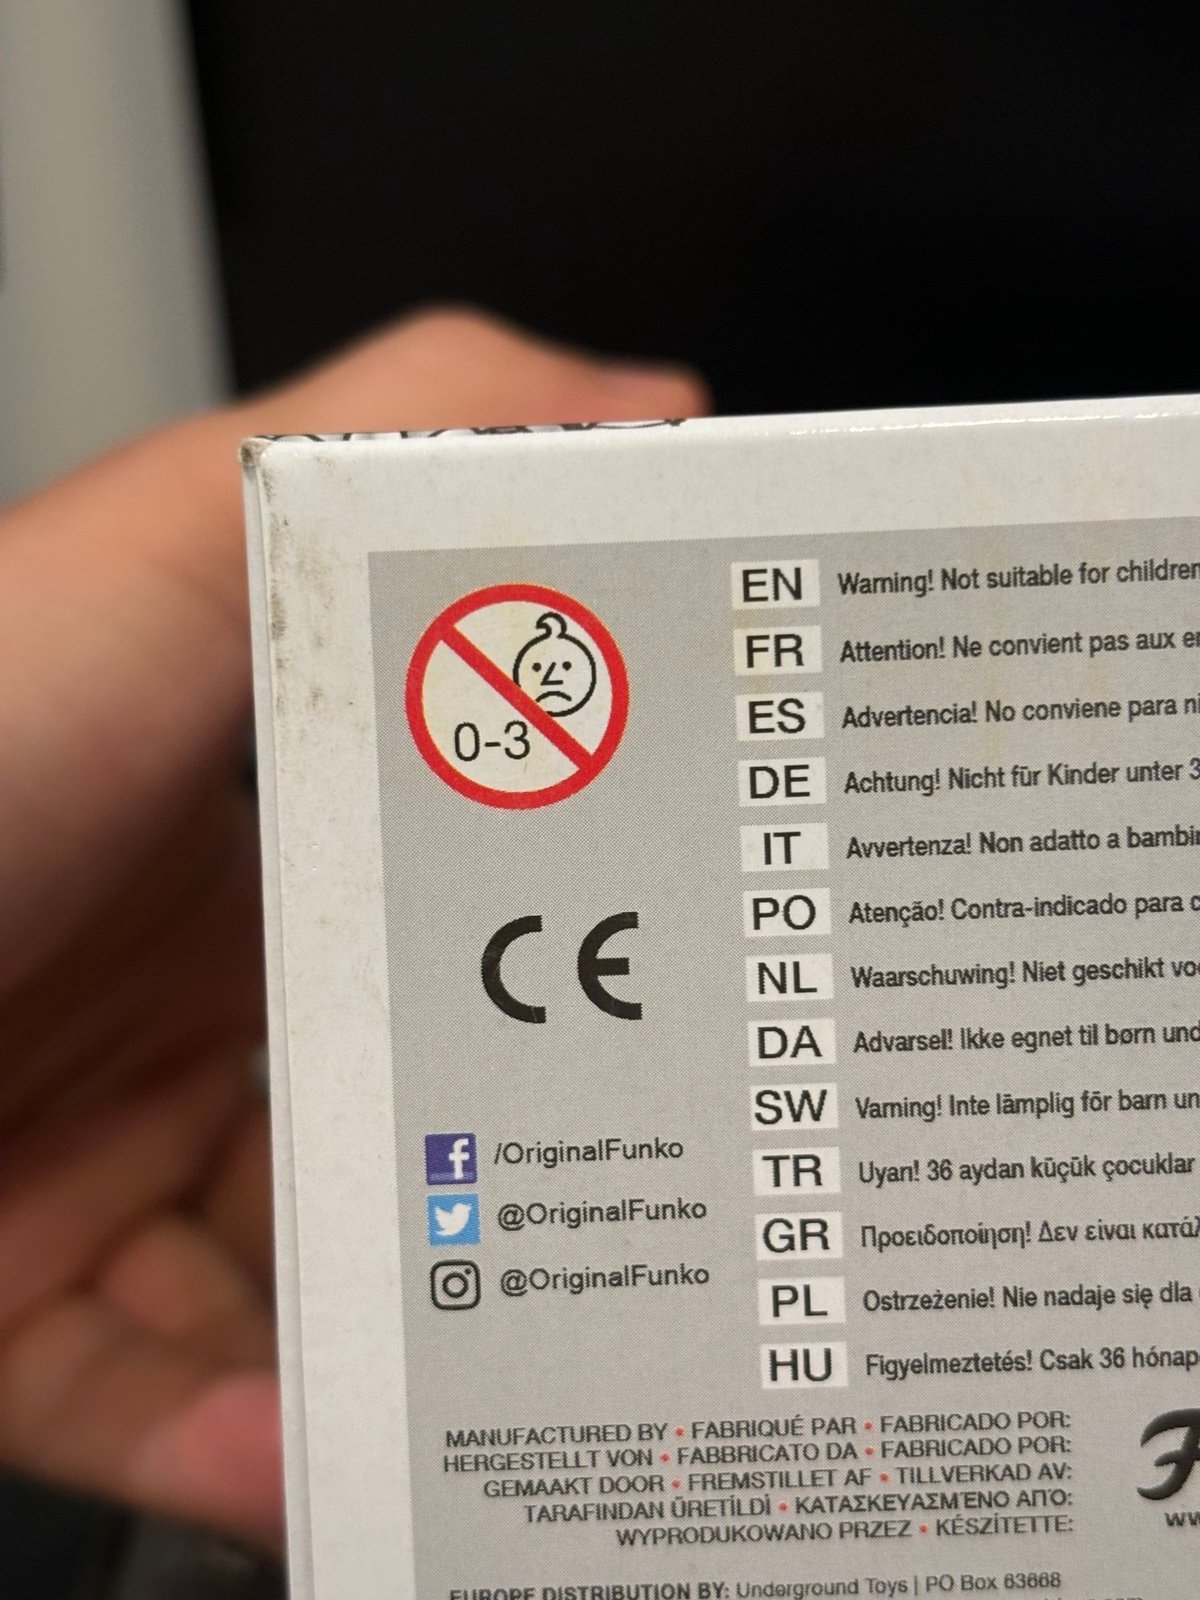 0-3
CE
/OriginalFunko
@OriginalFunko
@OriginalFunko
EN Warning! Not suitable for children
FR Attention! Ne convient pas aux
ES Advertencia! No conviene para
DE Achtung! Nicht für Kinder unter 3
IT Avvertenza! Non adatto a
PO Atenção! Contra-indicado para
NL Waarschuwing! Niet geschikt
DA Advarsel! Ikke egnet til børn
SW Varning! Inte lämplig för barn
TR Uyan! 36 aydan küçük çocuklar
GR Προειδοποίηση! Δεν είναι
PL Ostrzeżenie! Nie nadaje się dla
HU Figyelmeztetés! Csak 36
MANUFACTURED BY • FABRIQUÉ PAR • FABRICADO POR:
HERGESTELLT VON • FABBRICATO DA • FABRICADO POR:
GEMAAKT DOOR • FREMSTILLET AF • TILLVERKAD AV:
TARAFINDAN ÜRETİLDİ • ΚΑΤΑΣΚΕΥΑΣΜΈΝΟ ΑΠΌ:
WYPRODUKOWANO PRZEZ • KÉSZÍTETTE:
EUROPE DISTRIBUTION BY: Underground Toys | PO Box 63668